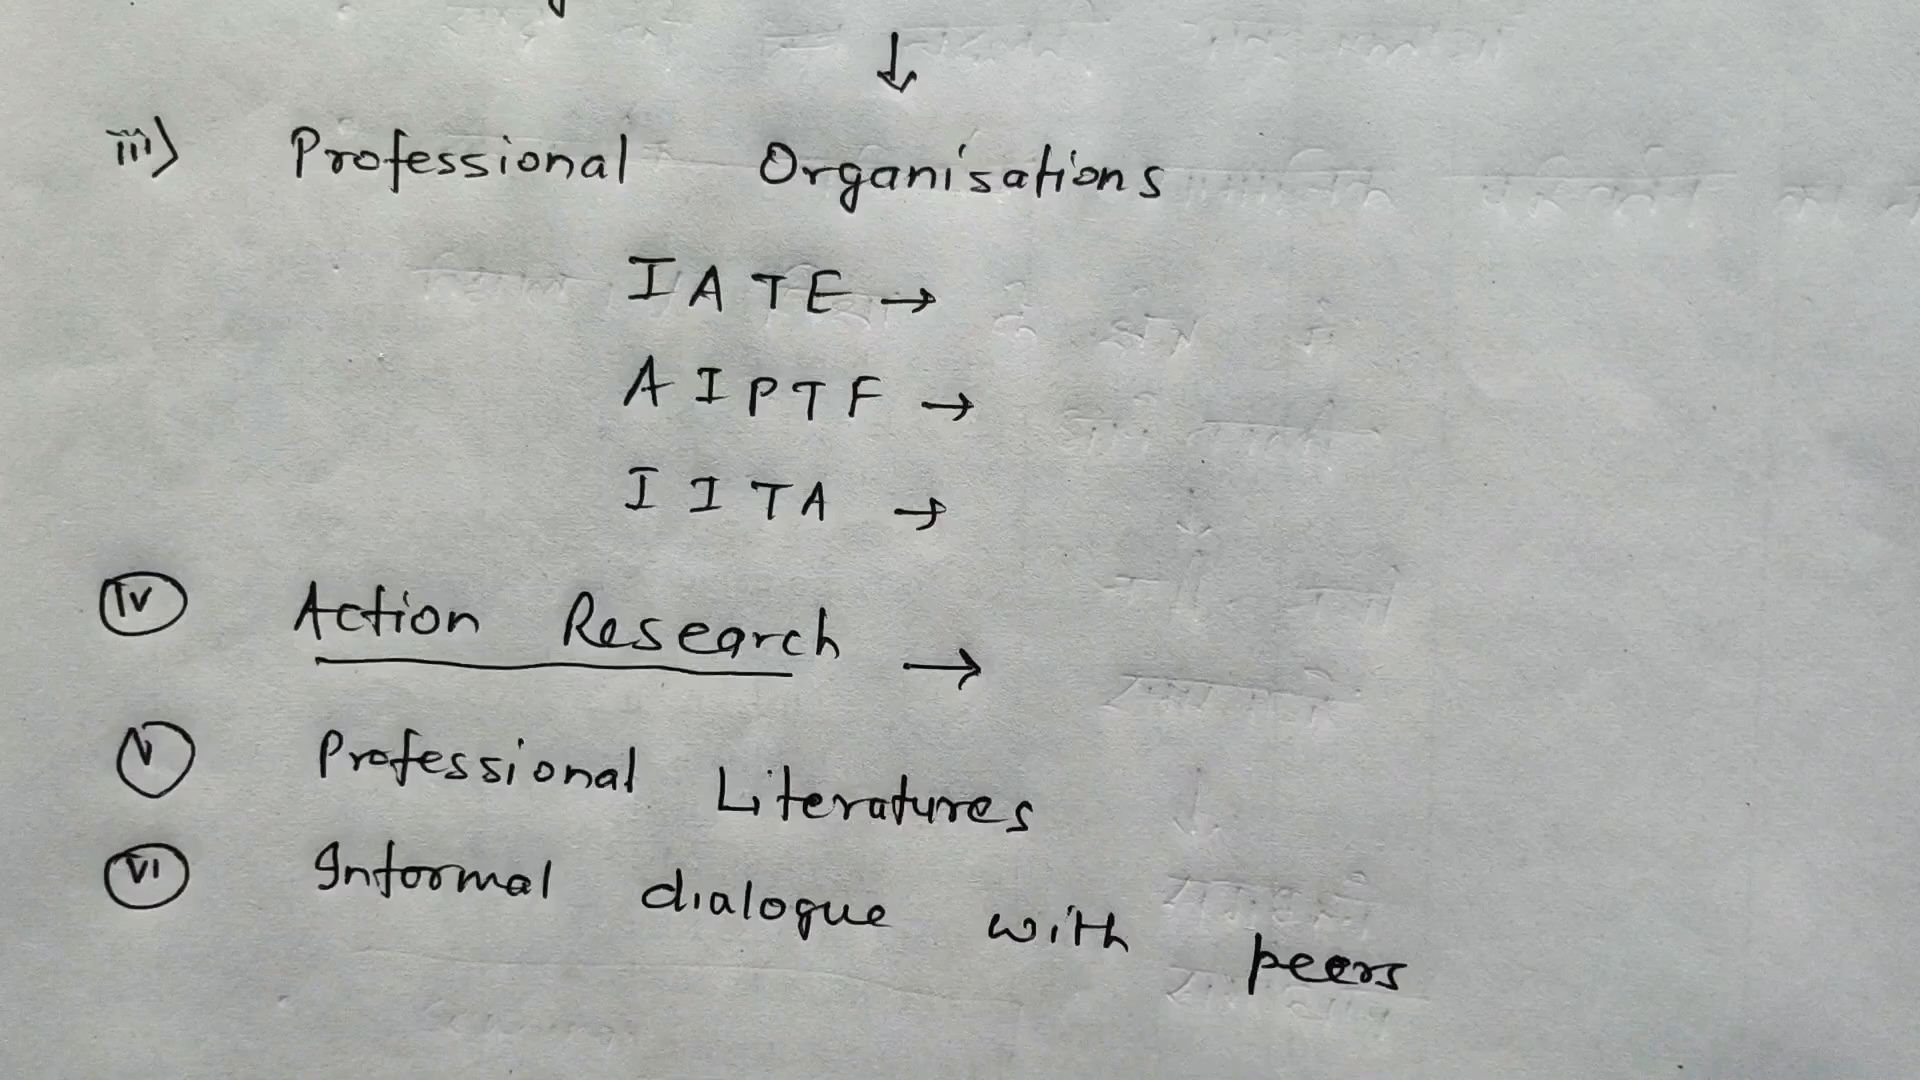 iii) Professional Organisations
IATE →
AIPTF →
IITA →
iv Action Research →
v Professional Literatures
vi Informal dialogue with peers